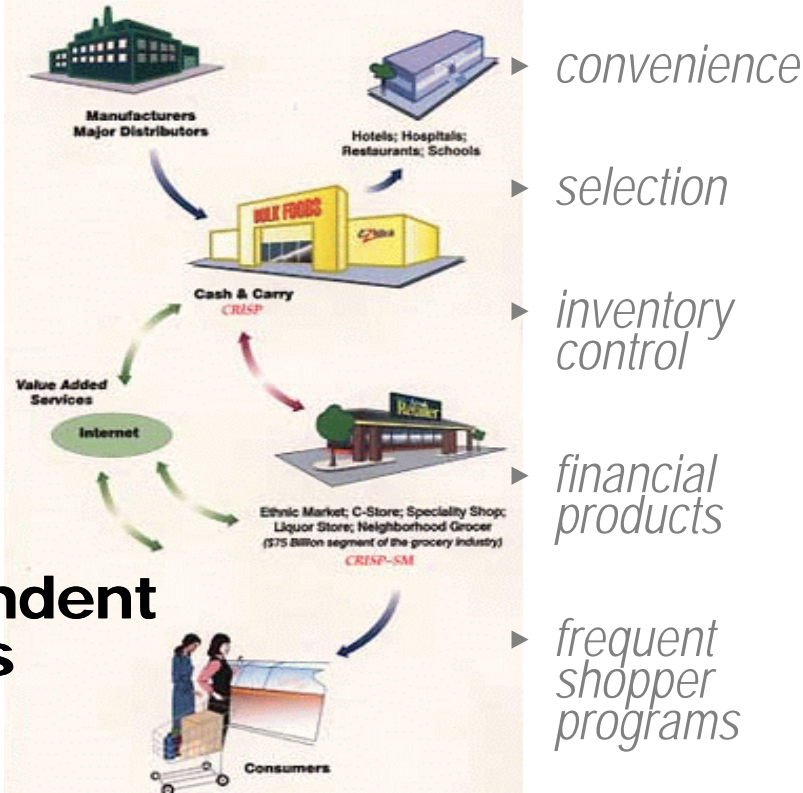 Manufacturers
Major Distributors
Hotels; Hospitals;
Restaurants; Schools
BULK FOODS
Cash & Carry
CRISP
Value Added
Services
Internet
Retailer
Ethnic Market; C-Store; Speciality Shop;
Liquor Store; Neighborhood Grocer
($75 Billion segment of the grocery industry)
CRISP-SM
ndent
s
Consumers
convenience
selection
inventory
control
financial
products
frequent
shopper
programs